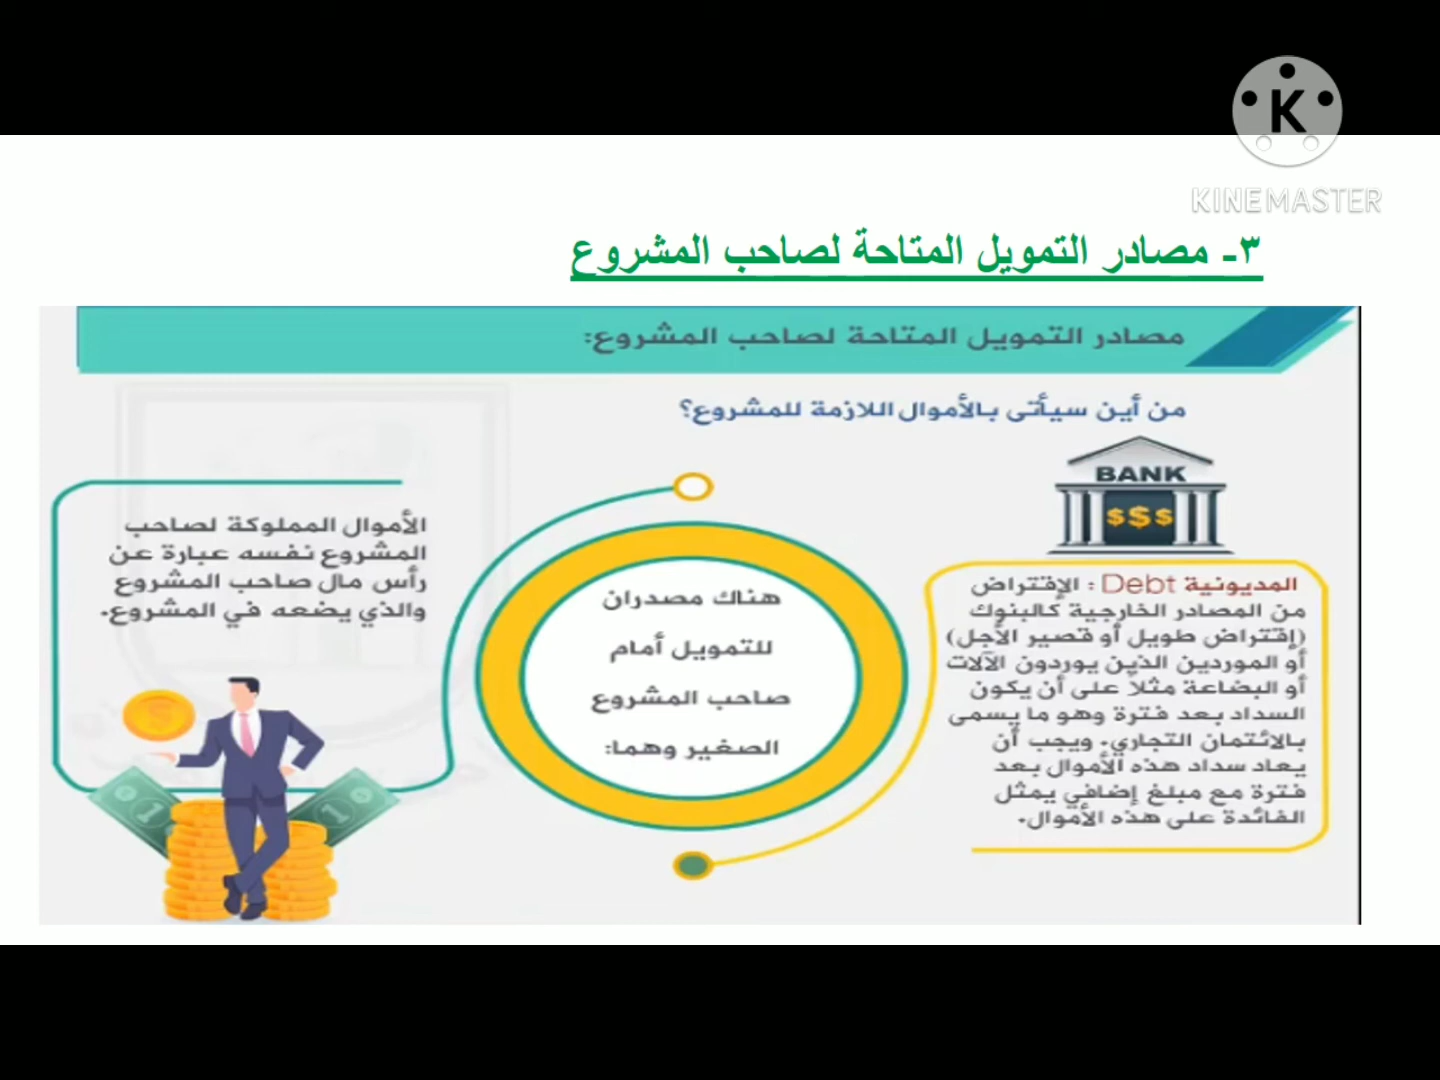 KINEMASTER
٣- مصادر التمويل المتاحة لصاحب المشروع
مصادر التمويل المتاحة لصاحب المشروع:
من أين سيأتى بالأموال اللازمة للمشروع؟
BANK
$$$
المديونية Debt : الإقتراض
من المصادر الخارجية كالبنوك
(إقتراض طويل أو قصير الأجل)
أو الموردين الذين يوردون الآلات
أو البضاعة مثلاً على أن يكون
السداد بعد فترة وهو ما يسمى
بالائتمان التجاري. ويجب أن
يعاد سداد هذه الأموال بعد
فترة مع مبلغ إضافي يمثل
الفائدة على هذه الأموال.
هناك مصدران
للتمويل أمام
صاحب المشروع
الصغير وهما:
الأموال المملوكة لصاحب
المشروع نفسه عبارة عن
رأس مال صاحب المشروع
والذي يضعه في المشروع.